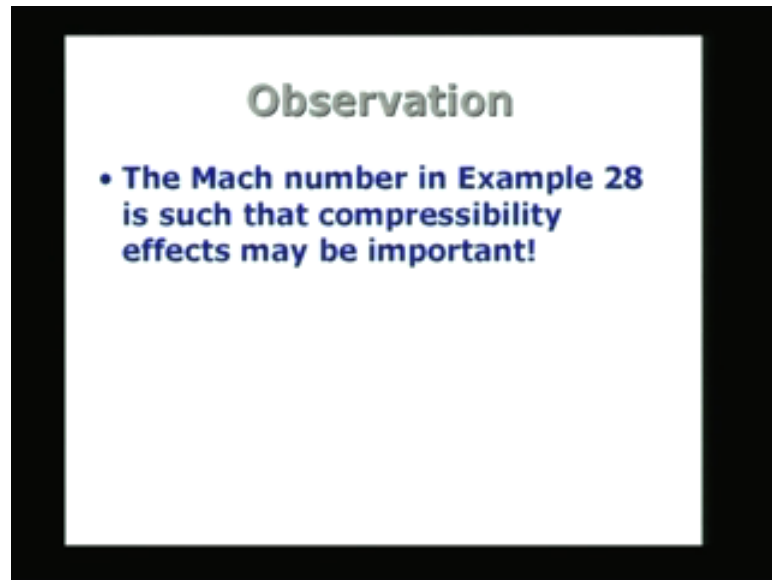 Observation
• The Mach number in Example 28
is such that compressibility
effects may be important!